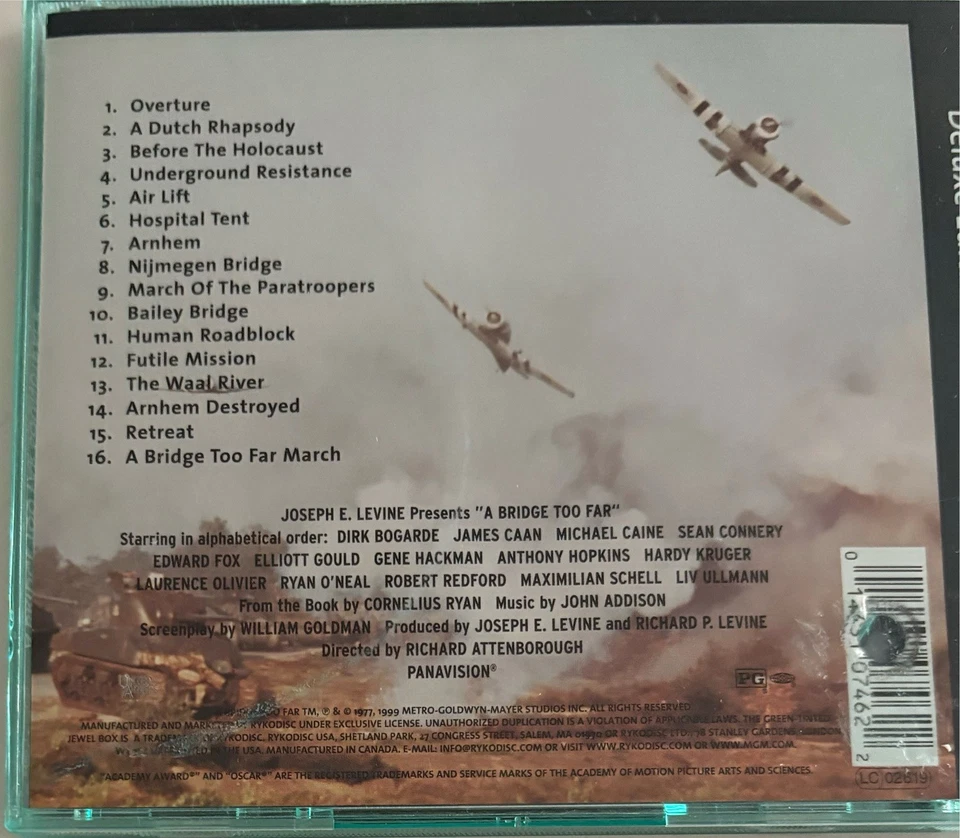 1. Overture
2. A Dutch Rhapsody
3. Before The Holocaust
4. Underground Resistance
5. Air Lift
6. Hospital Tent
7. Arnhem
8. Nijmegen Bridge
9. March Of The Paratroopers
10. Bailey Bridge
11. Human Roadblock
12. Futile Mission
13. The Waal River
14. Arnhem Destroyed
15. Retreat
16. A Bridge Too Far March
JOSEPH E. LEVINE Presents "A BRIDGE TOO FAR"
Starring in alphabetical order: DIRK BOGARDE JAMES CAAN MICHAEL CAINE SEAN CONNERY
EDWARD FOX ELLIOTT GOULD GENE HACKMAN ANTHONY HOPKINS HARDY KRUGER
LAURENCE OLIVIER RYAN O'NEAL ROBERT REDFORD MAXIMILIAN SCHELL LIV ULLMANN
From the Book by CORNELIUS RYAN Music by JOHN ADDISON
Screenplay by WILLIAM GOLDMAN Produced by JOSEPH E. LEVINE and RICHARD P. LEVINE
Directed by RICHARD ATTENBOROUGH
PANAVISION®
PG
FAR TM, ℗ & © 1977, 1999 METRO-GOLDWYN-MAYER STUDIOS INC. ALL RIGHTS RESERVED
MANUFACTURED AND RYKODISC UNDER EXCLUSIVE LICENSE. UNAUTHORIZED DUPLICATION IS A VIOLATION OF APPLICABLE LAWS. THE GREEN-TINTED
JEWEL BOX IS A RYKODISC. RYKODISC USA, SHETLAND PARK, 27 CONGRESS STREET, SALEM, MA 01970 OR RYKODISC LTD., 78 STANLEY GARDENS
THE USA. MANUFACTURED IN CANADA. E-MAIL: INFO@RYKODISC.COM OR VISIT WWW.RYKODISC.COM OR WWW.MGM.COM.
"ACADEMY AWARD®" AND "OSCAR®" ARE THE REGISTERED TRADEMARKS AND SERVICE MARKS OF THE ACADEMY OF MOTION PICTURE ARTS AND SCIENCES.
Deluxe
0 2
LC 02619